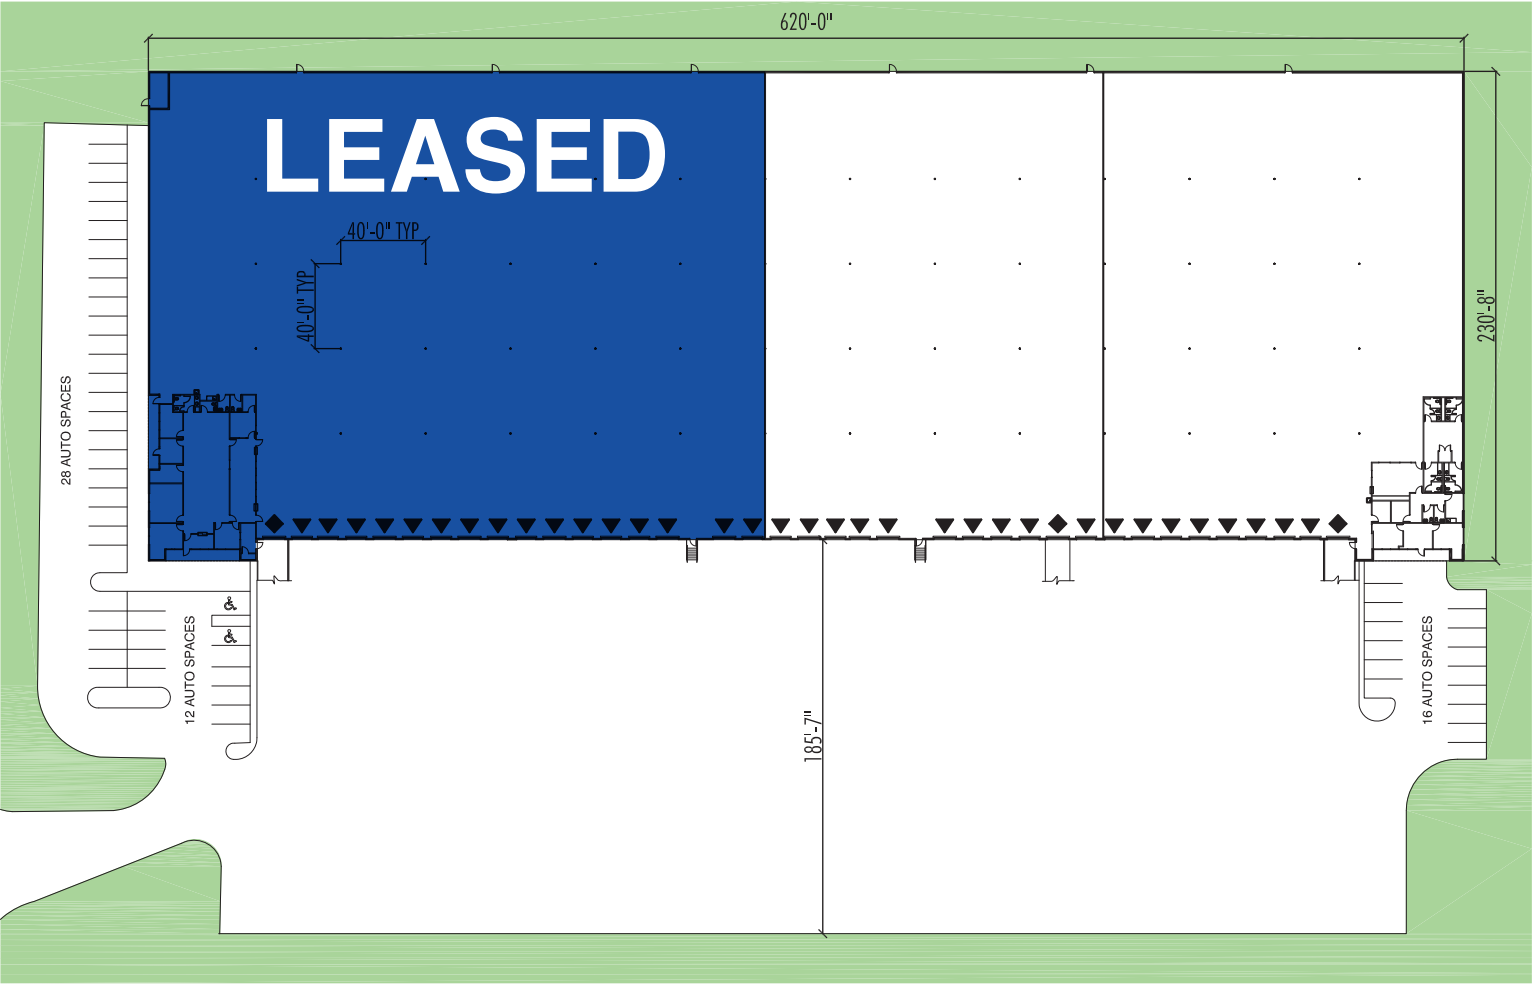 620'-0"
LEASED
40'-0" TYP
40'-0" TYP
230'-8"
28 AUTO SPACES
12 AUTO SPACES
16 AUTO SPACES
185'-7"